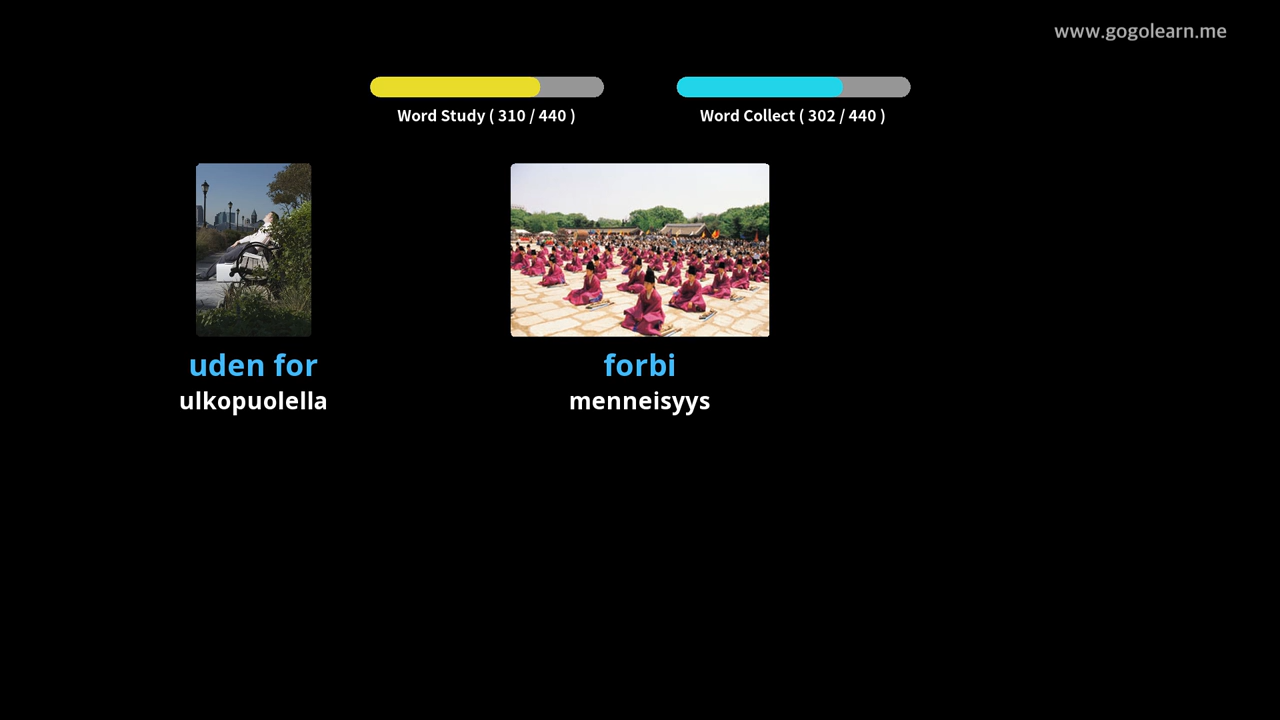 www.gogolearn.me
Word Study ( 310 / 440 )
Word Collect ( 302 / 440 )
uden for
ulkopuolella
forbi
menneisyys